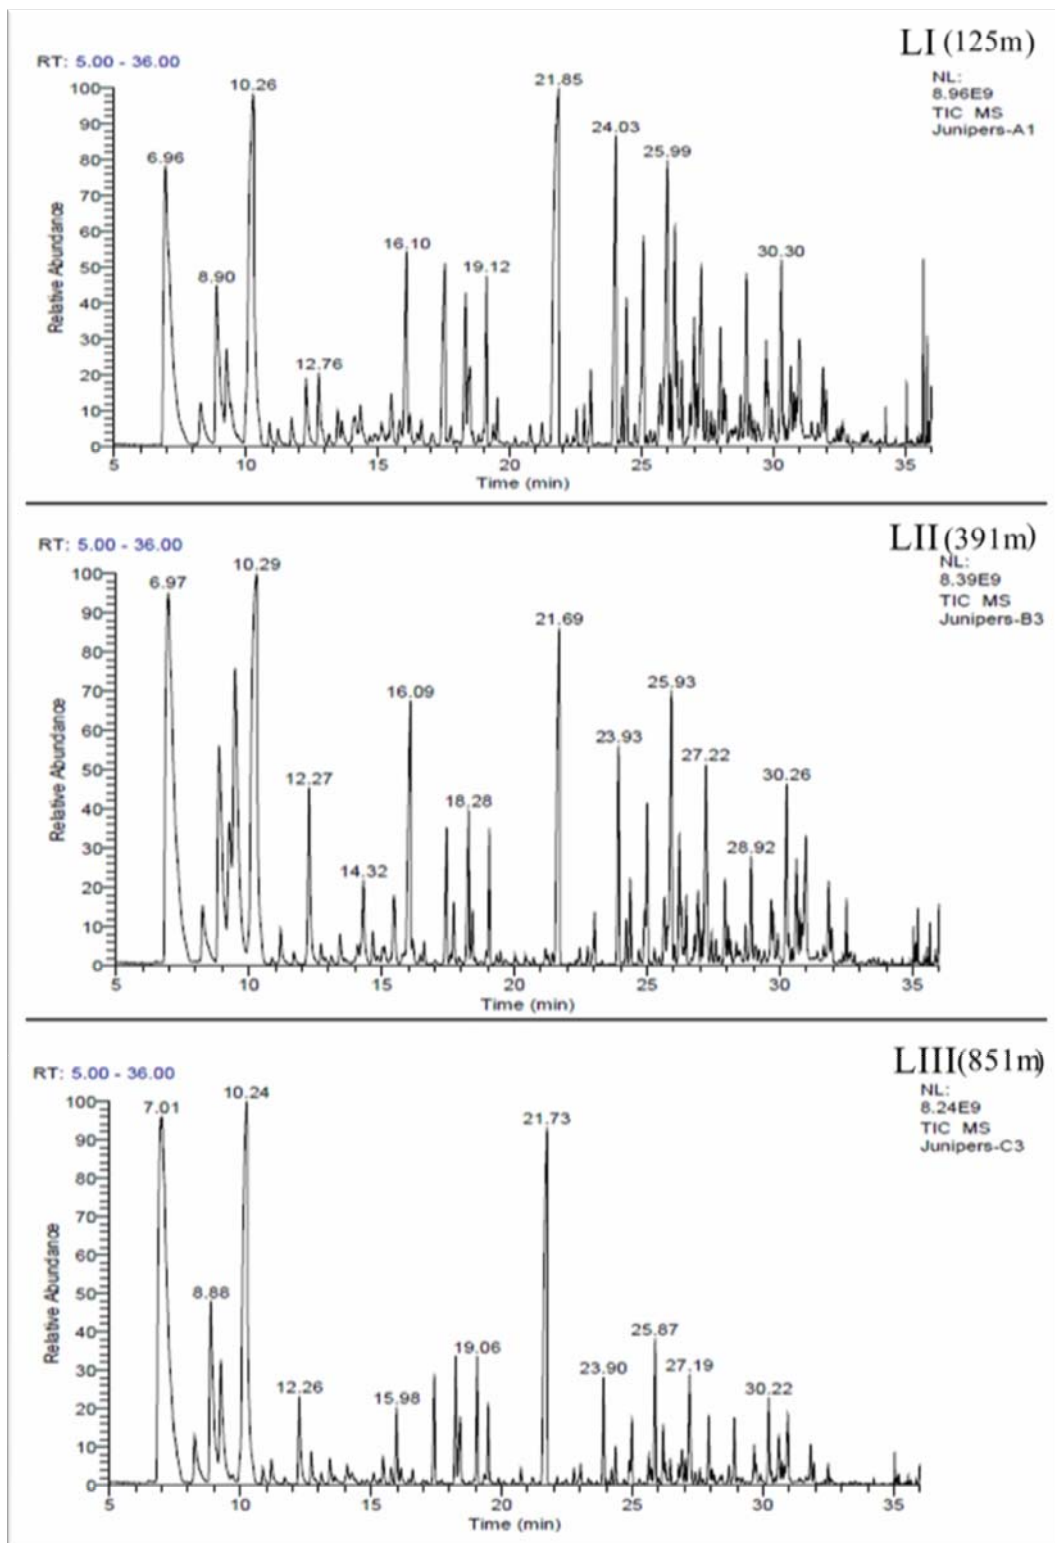 LI (125m)
RT: 5.00 - 36.00
NL:
8.96E9
TIC MS
Junipers-A1
21.85
10.26
24.03
6.96
25.99
16.10
30.30
19.12
8.90
12.76
100
90
80
70
60
50
40
30
20
10
0
Relative Abundance
5 10 15 20 25 30 35
Time (min)
LII (391m)
RT: 5.00 - 36.00
NL:
8.39E9
TIC MS
Junipers-B3
10.29
6.97
21.69
25.93
16.09
23.93
27.22
12.27
30.26
18.28
28.92
14.32
100
90
80
70
60
50
40
30
20
10
0
Relative Abundance
5 10 15 20 25 30 35
Time (min)
LIII (851m)
RT: 5.00 - 36.00
NL:
8.24E9
TIC MS
Junipers-C3
10.24
7.01
21.73
8.88
25.87
19.06
23.90
27.19
12.26
30.22
15.98
100
90
80
70
60
50
40
30
20
10
0
Relative Abundance
5 10 15 20 25 30 35
Time (min)